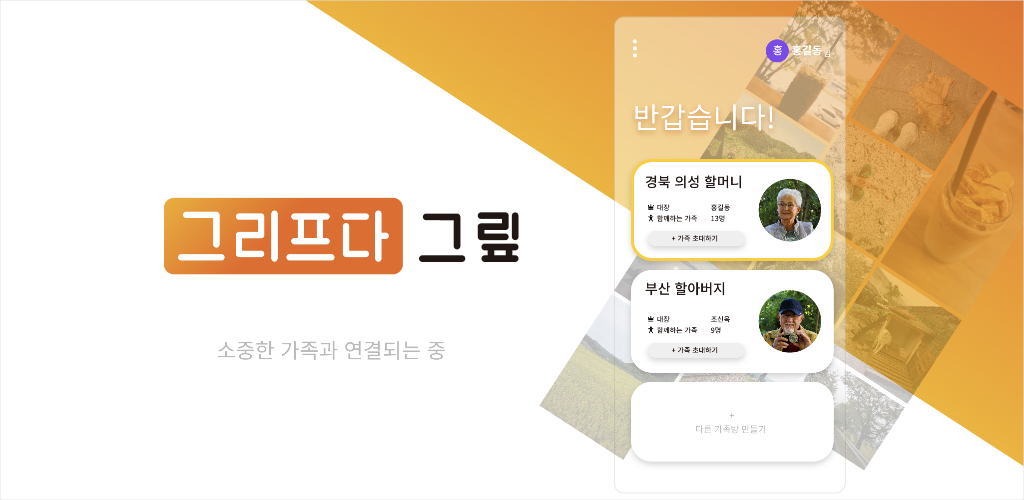 그리프다 그맆
소중한 가족과 연결되는 중
홍 홍길동 님
반갑습니다!
경북 의성 할머니
대장 홍길동
함께하는 가족 13명
+ 가족 초대하기
부산 할아버지
대장 조신욱
함께하는 가족 9명
+ 가족 초대하기
+
다른 가족방 만들기